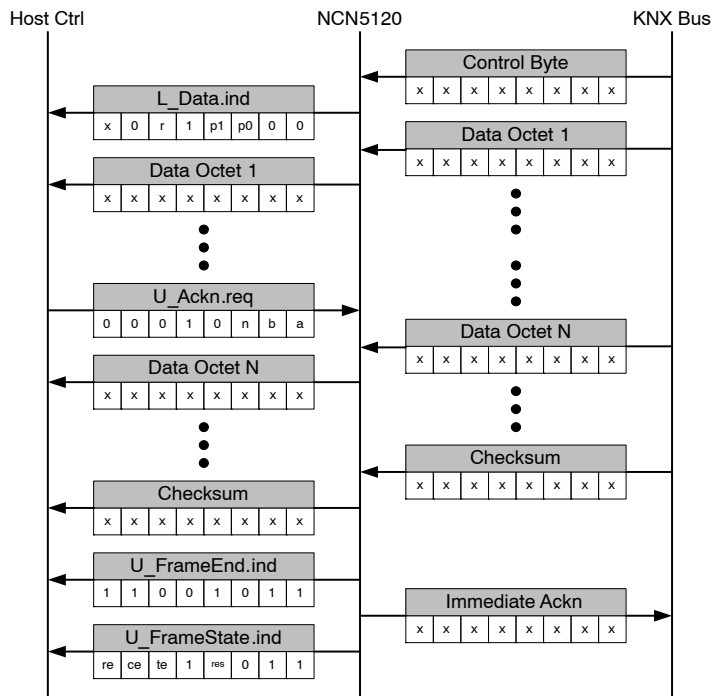 Host Ctrl NCN5120 KNX Bus
Control Byte
x x x x x x x x
L_Data.ind
x 0 r 1 p1 p0 0 0
Data Octet 1
x x x x x x x x
Data Octet 1
x x x x x x x x
U_Ackn.req
0 0 0 1 0 n b a
Data Octet N
x x x x x x x x
Data Octet N
x x x x x x x x
Checksum
x x x x x x x x
Checksum
x x x x x x x x
U_FrameEnd.ind
1 1 0 0 1 0 1 1
Immediate Ackn
x x x x x x x x
U_FrameState.ind
re ce te 1 res 0 1 1